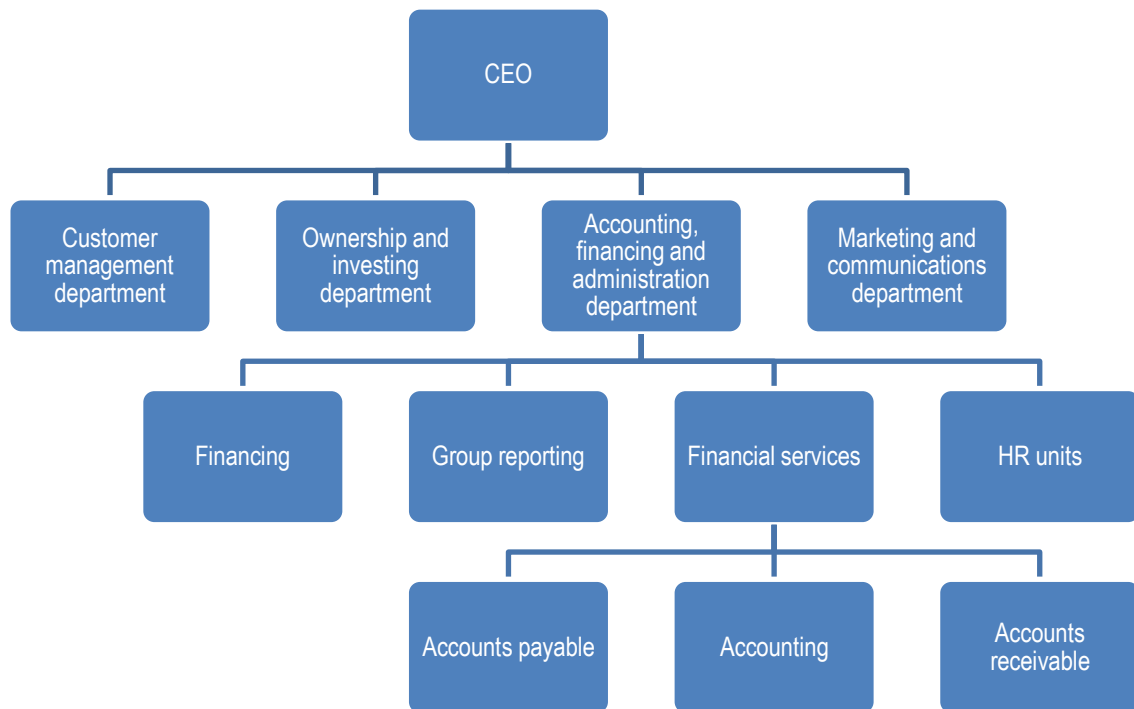 CEO
Customer
management
department
Ownership and
investing
department
Accounting,
financing and
administration
department
Marketing and
communications
department
Financing
Group reporting
Financial services
HR units
Accounts payable
Accounting
Accounts
receivable